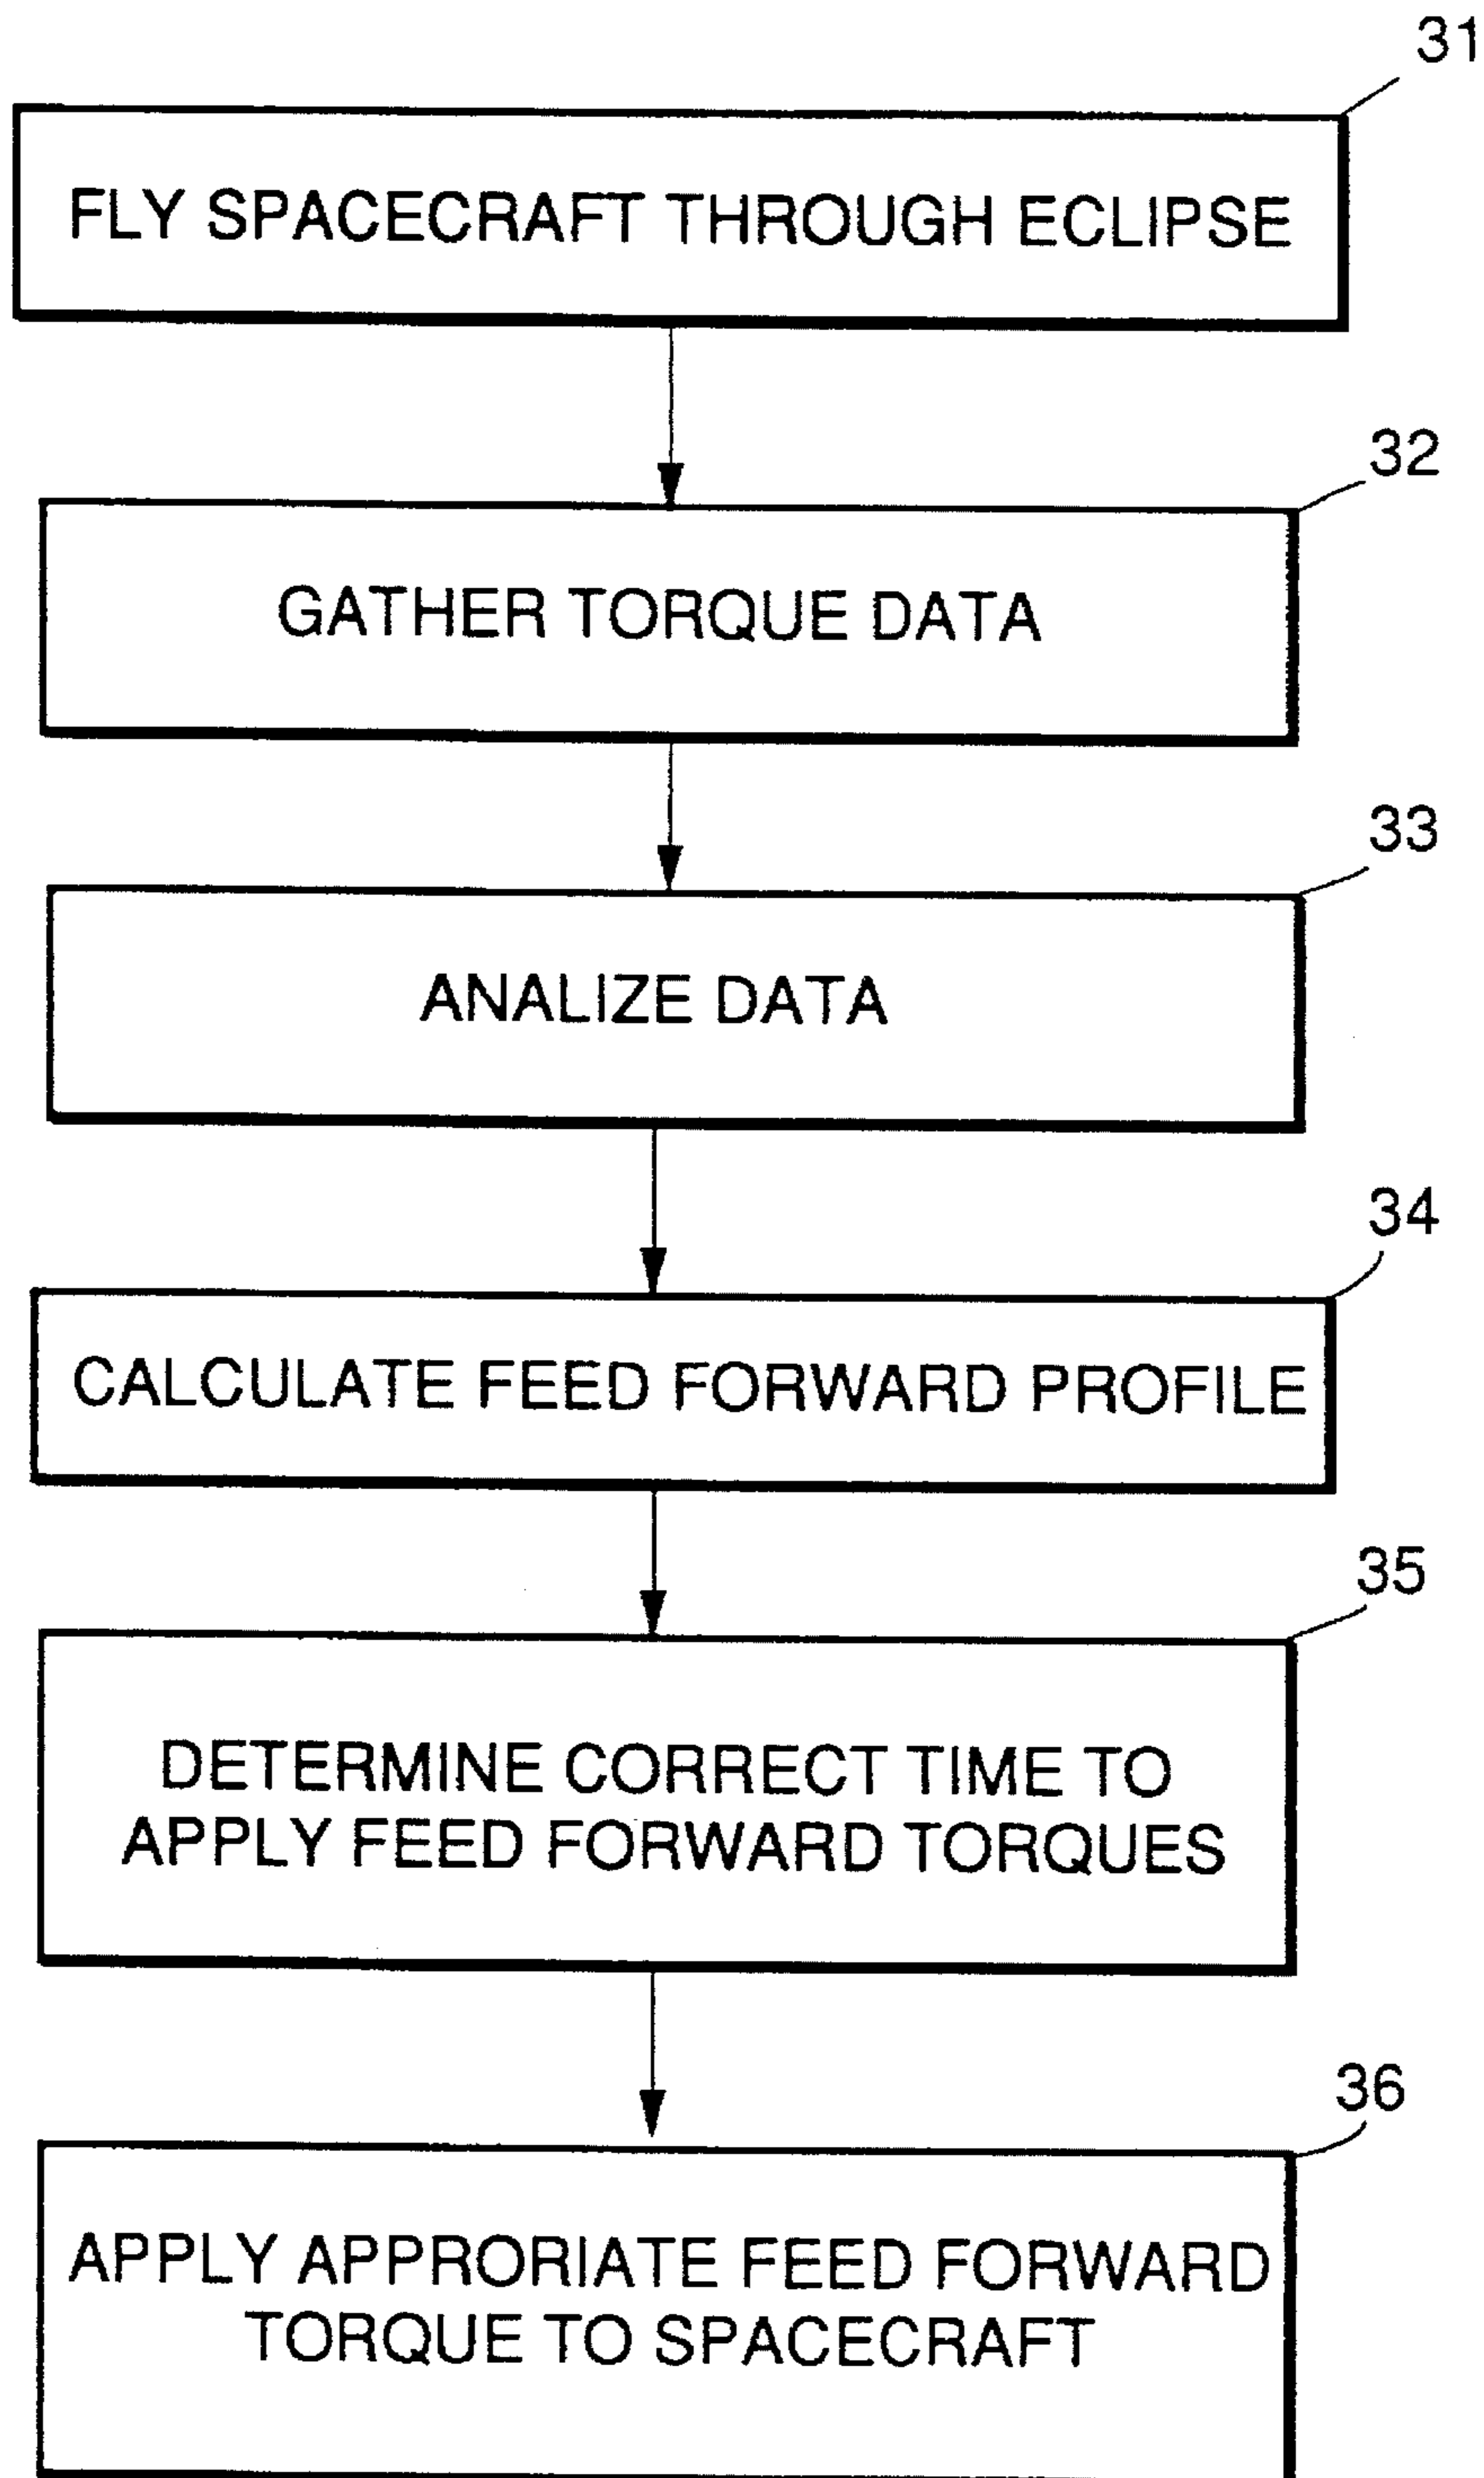 31
FLY SPACECRAFT THROUGH ECLIPSE
32
GATHER TORQUE DATA
33
ANALIZE DATA
34
CALCULATE FEED FORWARD PROFILE
35
DETERMINE CORRECT TIME TO
APPLY FEED FORWARD TORQUES
36
APPLY APPRORIATE FEED FORWARD
TORQUE TO SPACECRAFT